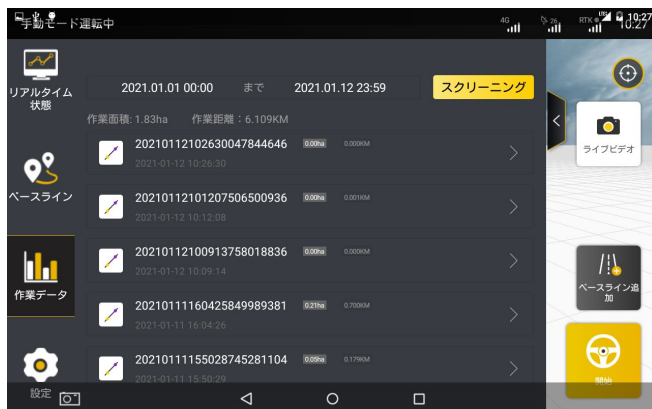 手動モード運転中
4G
26
RTK
LTE
10:27
10:27
リアルタイム
状態
2021.01.01 00:00 まで 2021.01.12 23:59
スクリーニング
作業面積: 1.83ha 作業距離：6.109KM
20210112102630047844646 0.00ha 0.000KM
2021-01-12 10:26:30
ベースライン
20210112101207506500936 0.00ha 0.001KM
2021-01-12 10:12:08
作業データ
20210112100913758018836 0.00ha 0.000KM
2021-01-12 10:09:14
20210111160425849989381 0.21ha 0.700KM
2021-01-11 16:04:26
設定
20210111155028745281104 0.05ha 0.179KM
2021-01-11 15:50:29
ライブビデオ
ベースライン追
加
開始